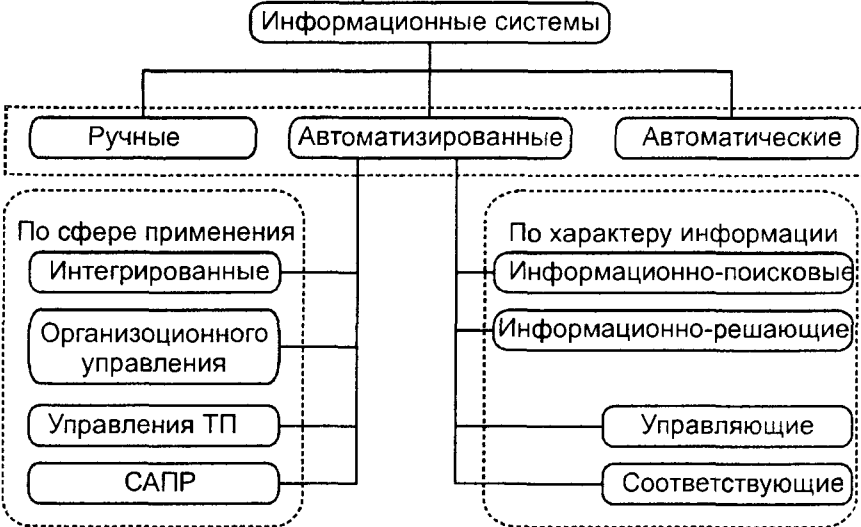 Информационные системы
Ручные
Автоматизированные
Автоматические
По сфере применения
Интегрированные
Организоционного
управления
Управления ТП
САПР
По характеру информации
Информационно-поисковые
Информационно-решающие
Управляющие
Соответствующие